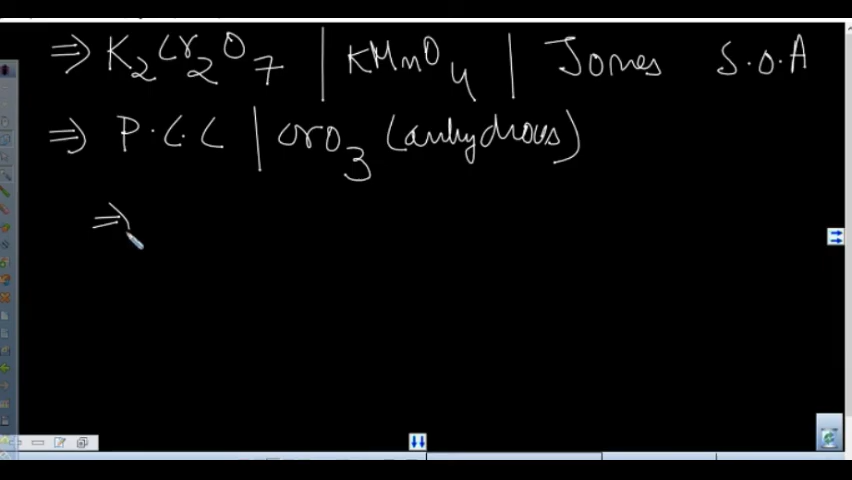 ⇒ K₂Cr₂O₇ | KMnO₄ | Jones S.O.A
⇒ P.C.C | CrO₃ (anhydrous)
⇒